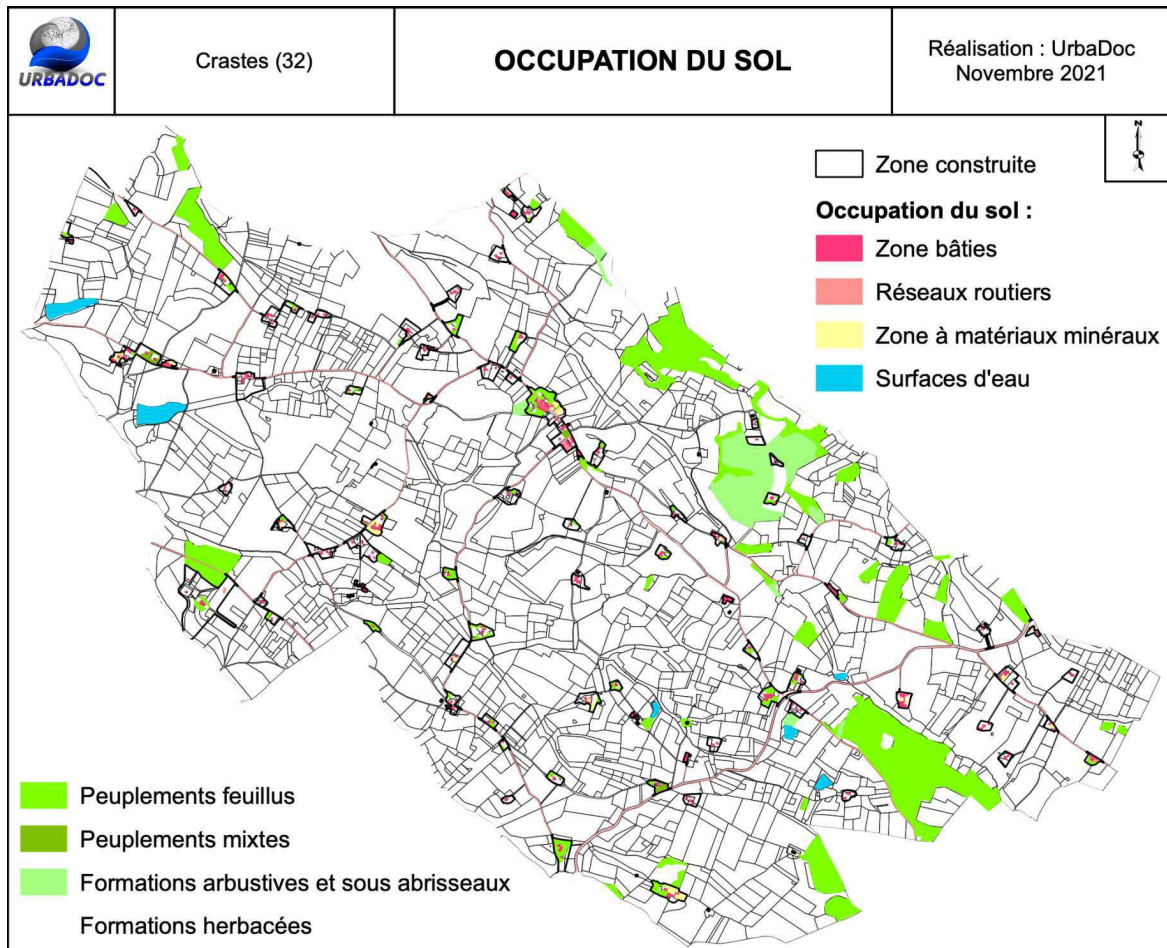 URBADOC
Crastes (32)
OCCUPATION DU SOL
Réalisation : UrbaDoc
Novembre 2021
N
Zone construite
Occupation du sol :
Zone bâties
Réseaux routiers
Zone à matériaux minéraux
Surfaces d'eau
Peuplements feuillus
Peuplements mixtes
Formations arbustives et sous abrisseaux
Formations herbacées